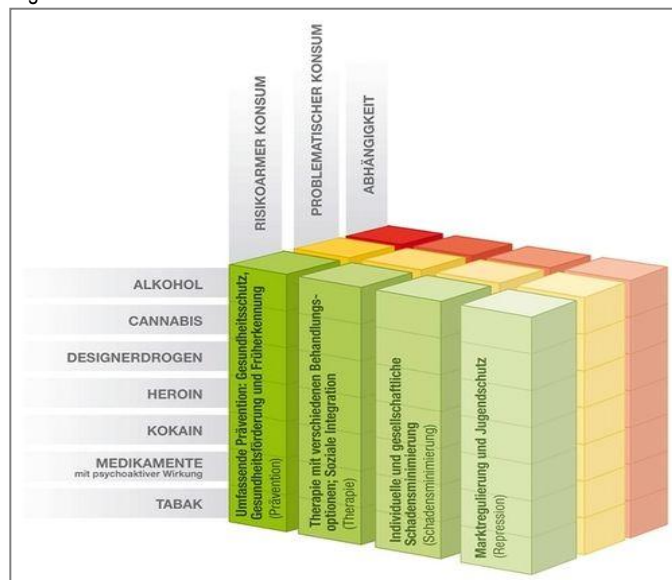 RISIKOARMER KONSUM
PROBLEMATISCHER KONSUM
ABHÄNGIGKEIT
ALKOHOL
CANNABIS
DESIGNERDROGEN
HEROIN
KOKAIN
MEDIKAMENTE
mit psychoaktiver Wirkung
TABAK
Umfassende Prävention: Gesundheitsschutz,
Gesundheitsförderung und Früherkennung
(Prävention)
Therapie mit verschiedenen Behandlungs-
optionen; Soziale Integration
(Therapie)
Individuelle und gesellschaftliche
Schadensminimierung
(Schadensminimierung)
Marktregulierung und Jugendschutz
(Repression)